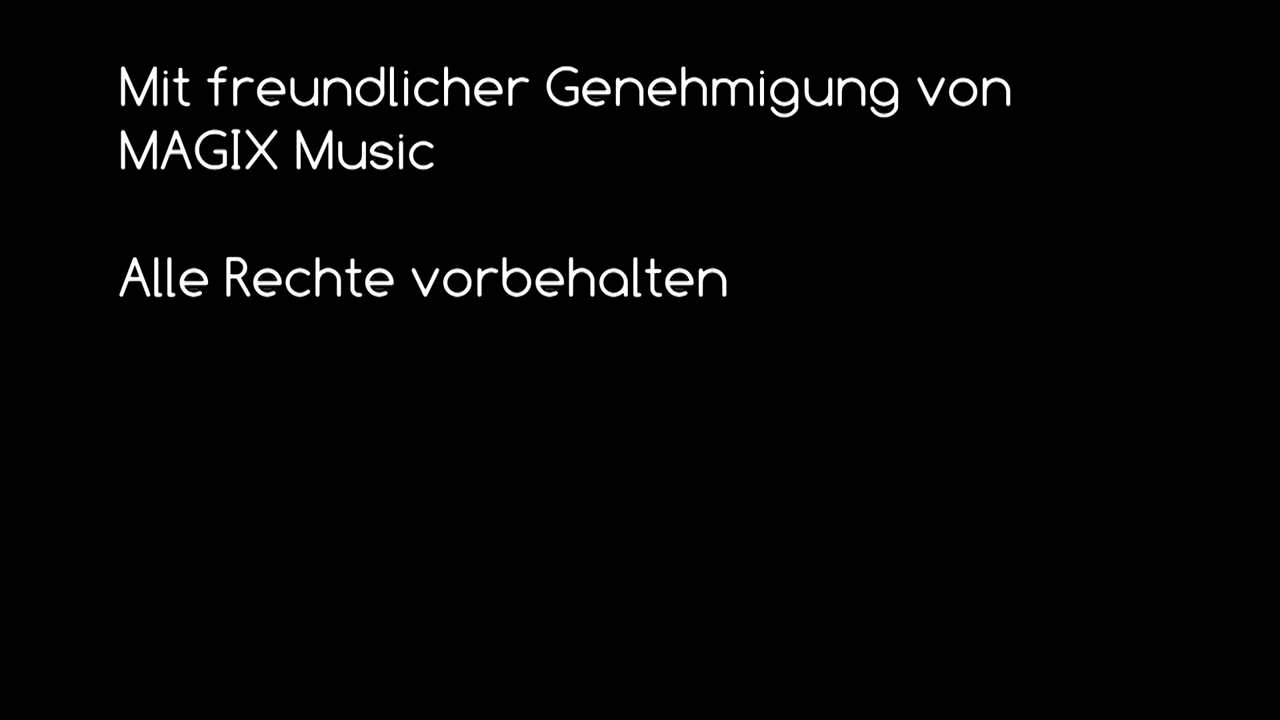 Mit freundlicher Genehmigung von
MAGIX Music
Alle Rechte vorbehalten